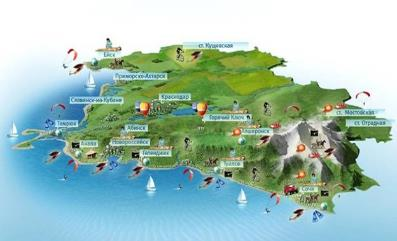 ст. Кущевская
Ейск
Приморско-Ахтарск
Славянск-на-Кубани
Краснодар
Горячий Ключ
ст. Мостовская
ст. Отрадная
Темрюк
Абинск
Апшеронск
Анапа
Новороссийск
Геленджик
Туапсе
Сочи